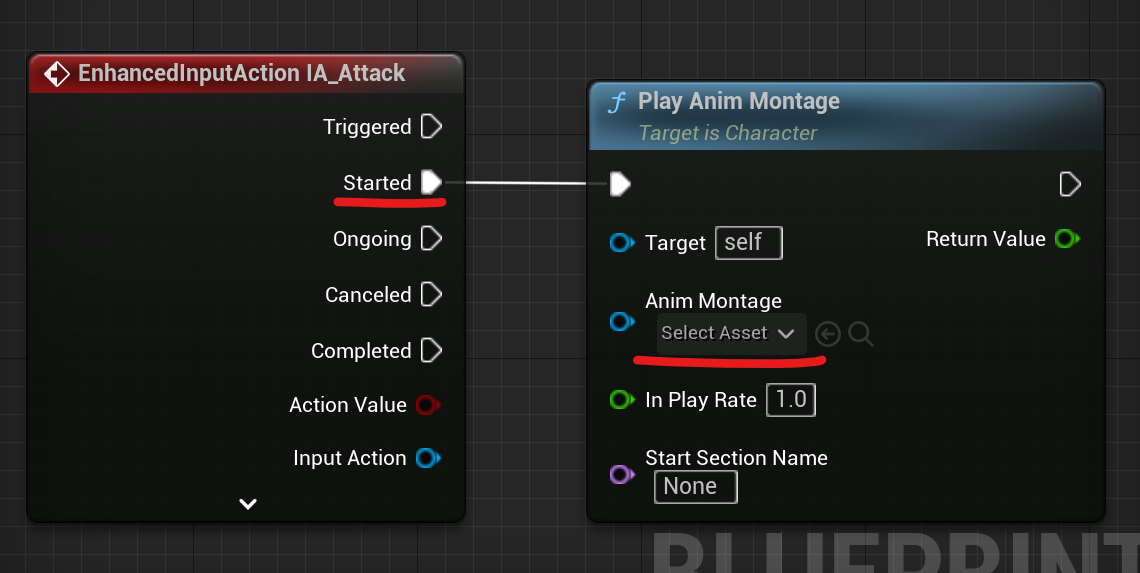 EnhancedInputAction IA_Attack
Triggered
Started
Ongoing
Canceled
Completed
Action Value
Input Action
Play Anim Montage
Target is Character
Target self
Return Value
Anim Montage
Select Asset
In Play Rate 1.0
Start Section Name
None
BLUEPRINT